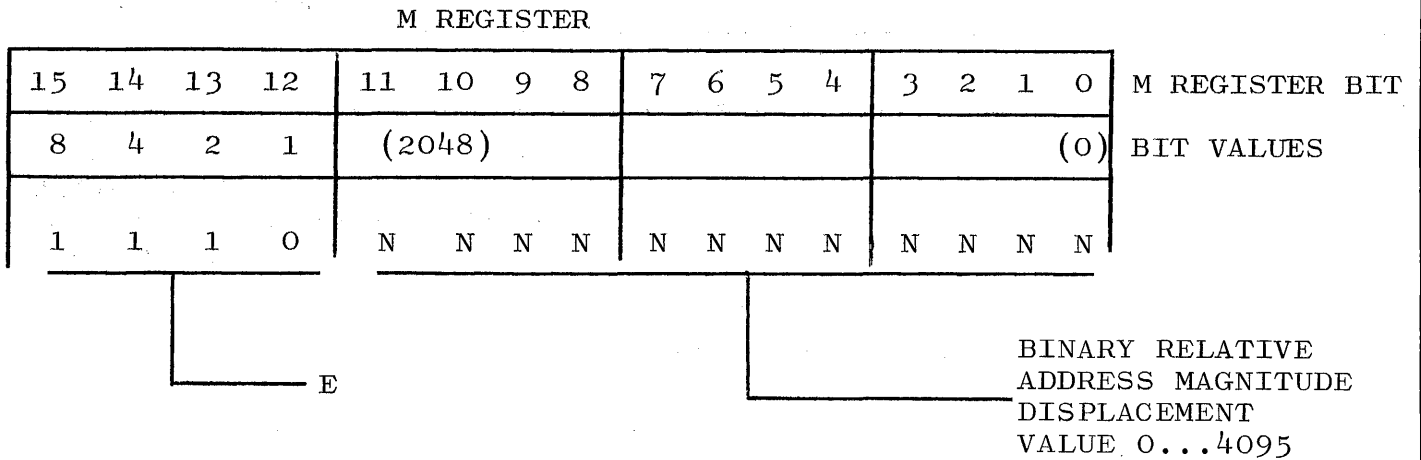 M REGISTER
15 14 13 12 11 10 9 8 7 6 5 4 3 2 1 0 M REGISTER BIT
8 4 2 1 (2048) (0) BIT VALUES
1 1 1 0 N N N N N N N N N N N N
E
BINARY RELATIVE
ADDRESS MAGNITUDE
DISPLACEMENT
VALUE 0...4095